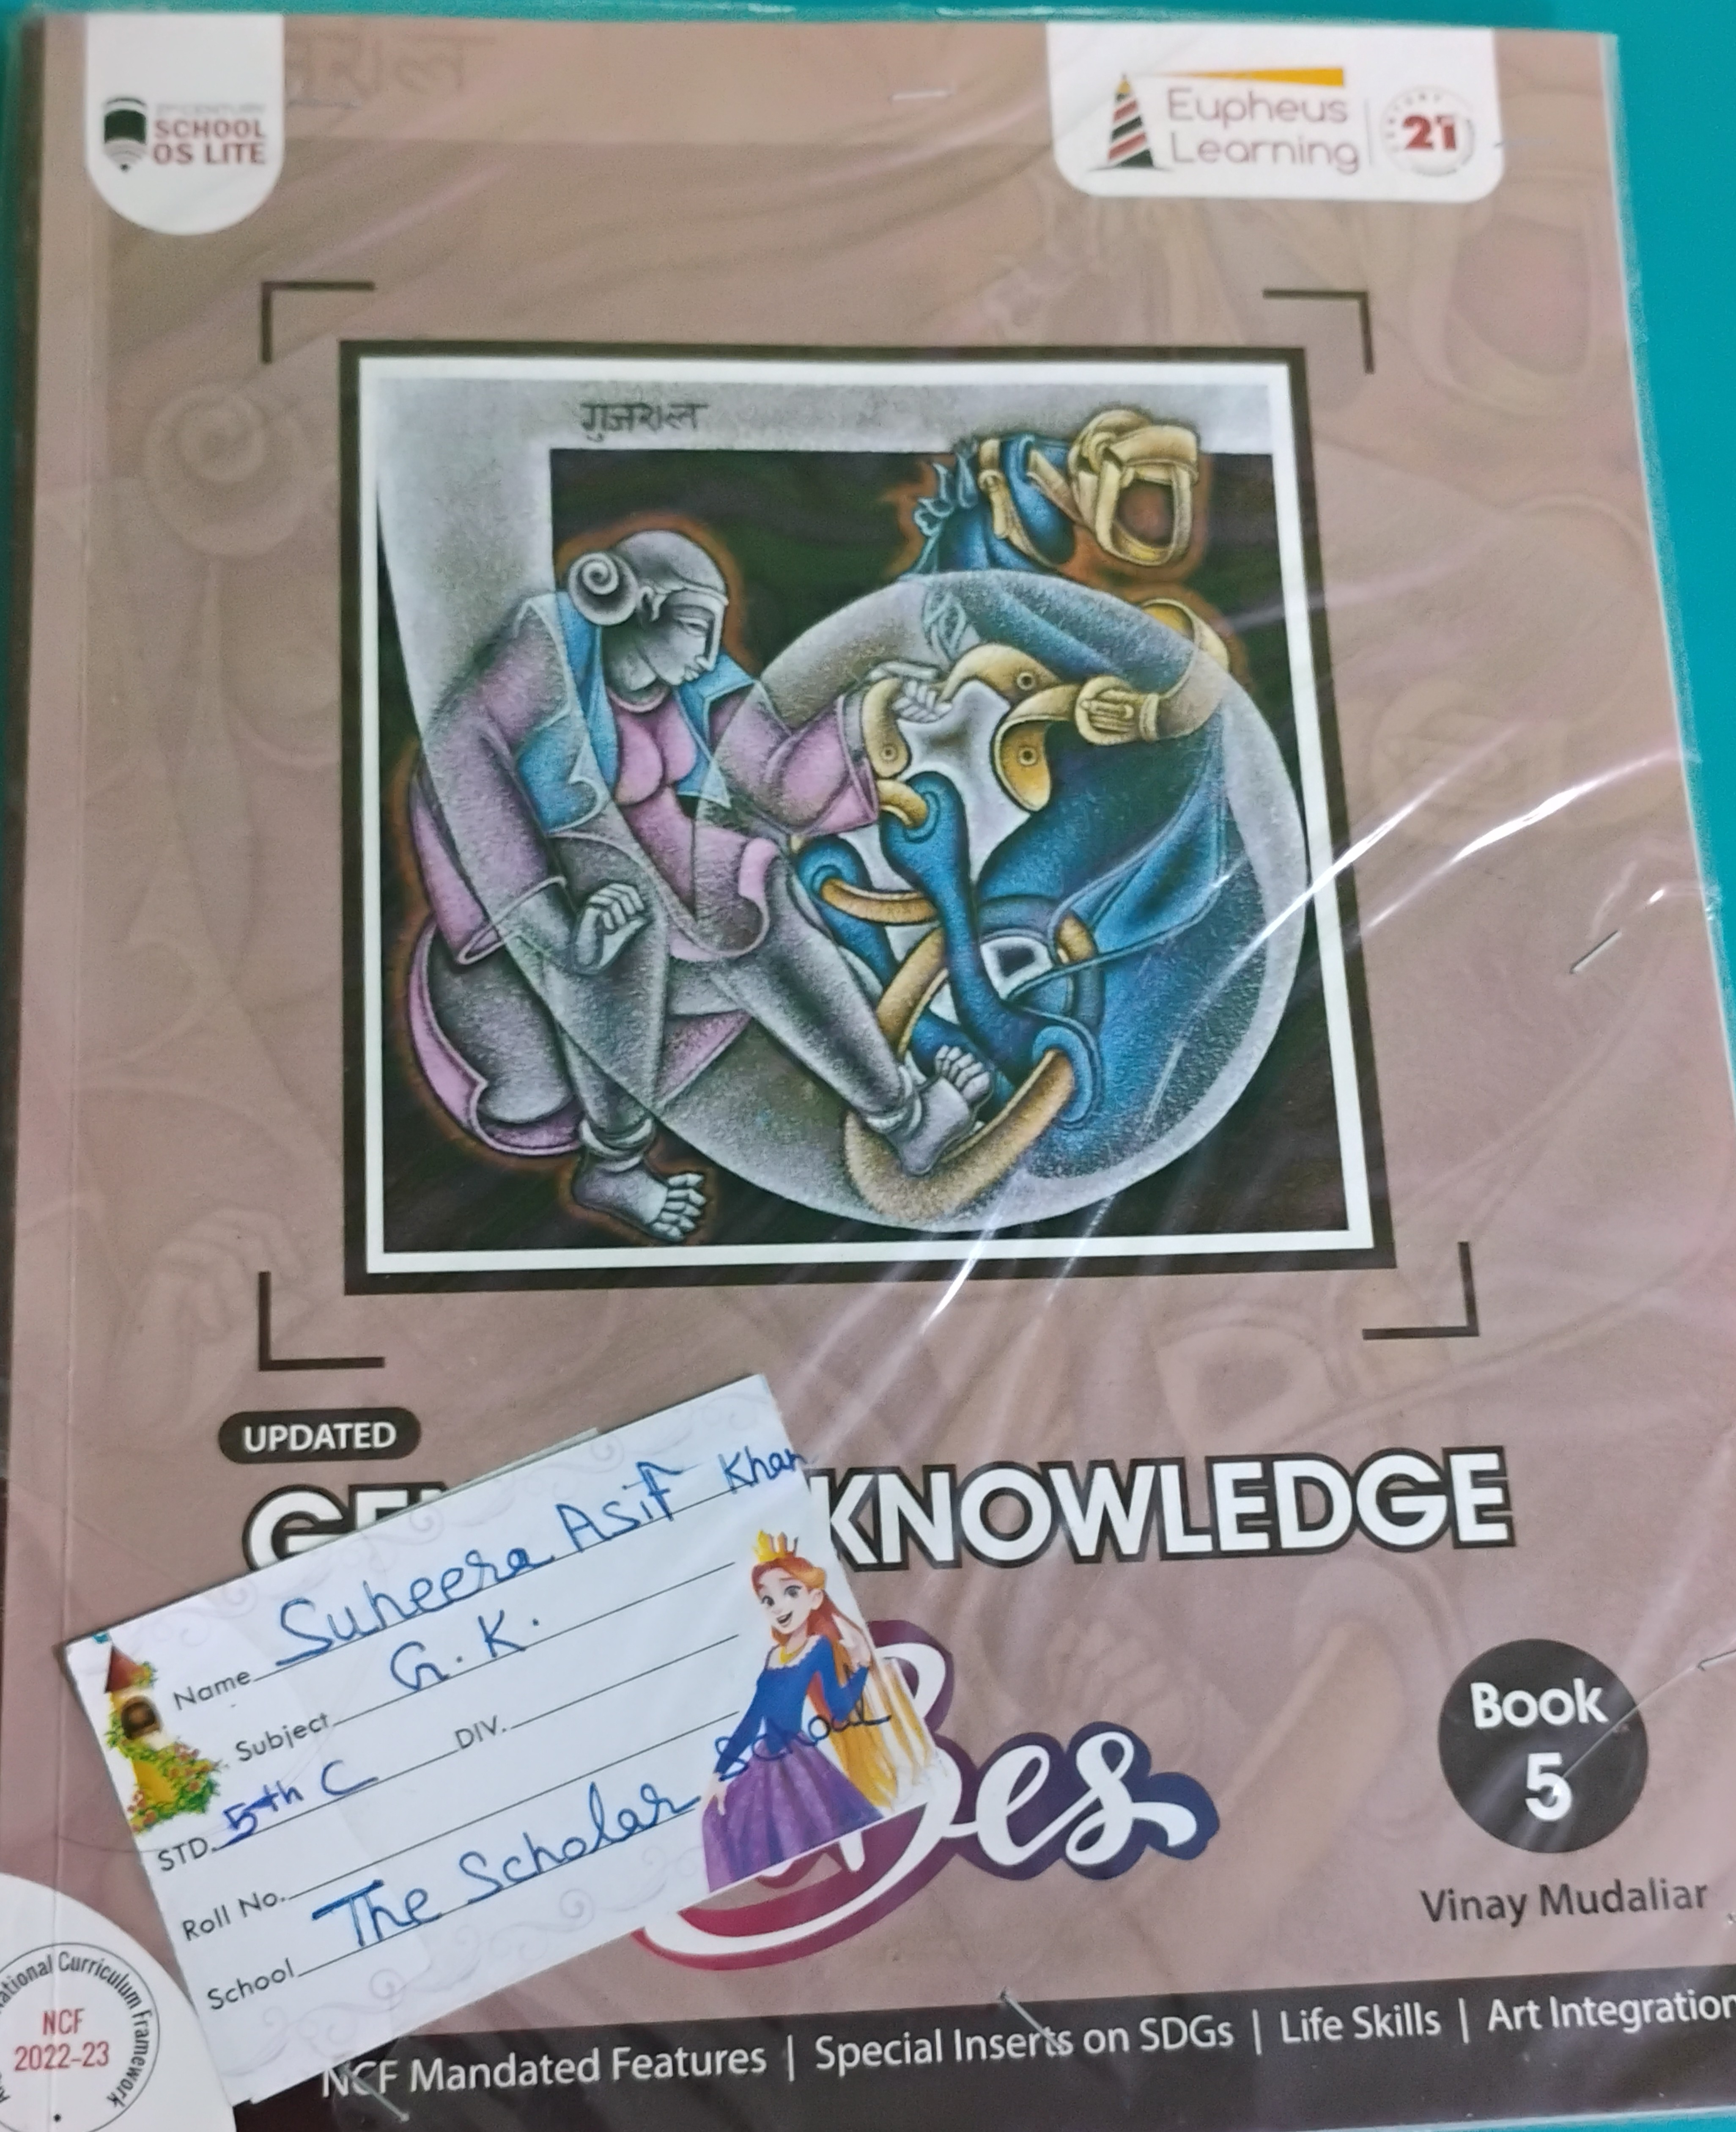 21ST CENTURY
SCHOOL
OS LITE
Eupheus
Learning
21
गुजराल
UPDATED
KNOWLEDGE
Name Suheera Asif Khan
Subject G. K.
STD. 5th C DIV.
Roll No.
School The Scholar School
Book
5
Vinay Mudaliar
National Curriculum Framework
NCF
2022-23
NCF Mandated Features | Special Inserts on SDGs | Life Skills | Art Integration